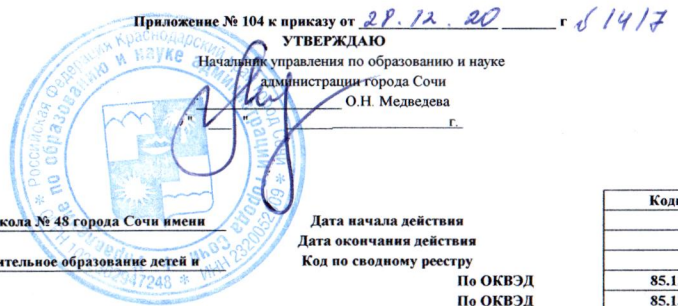 Приложение № 104 к приказу от 28.12.20 г № 1417
УТВЕРЖДАЮ
Начальник управления по образованию и науке
администрации города Сочи
О.Н. Медведева
" " г.
кола № 48 города Сочи имени
Дата начала действия
Дата окончания действия
ительное образование детей и
Код по сводному реестру
По ОКВЭД 85.1
По ОКВЭД 85.1
Коды